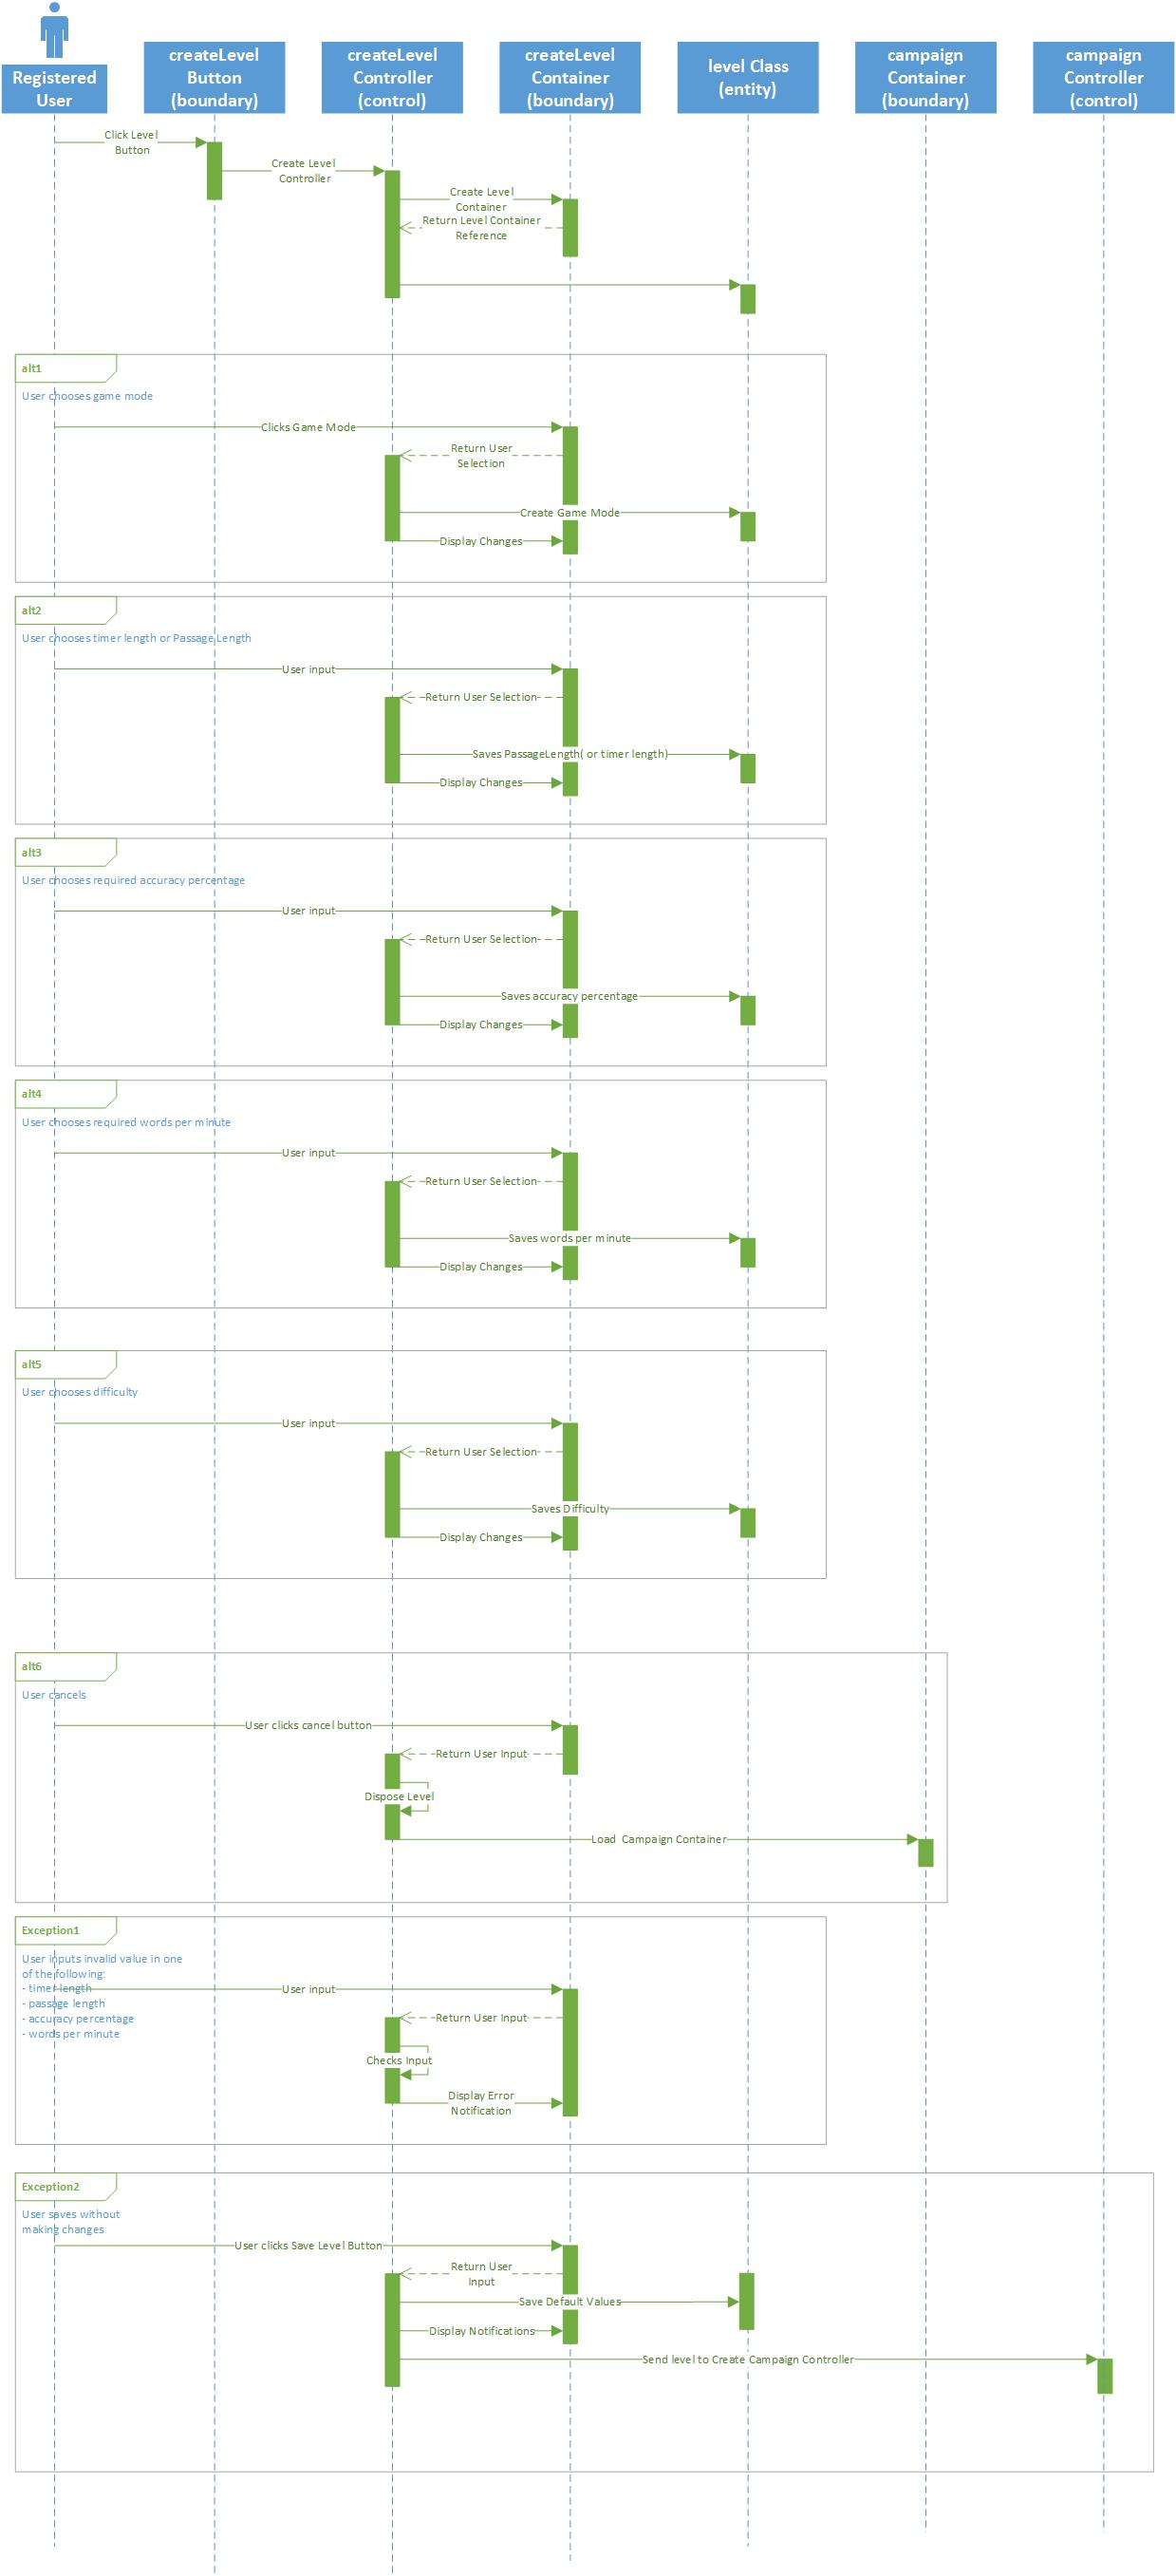 Registered
User
createLevel
Button
(boundary)
createLevel
Controller
(control)
createLevel
Container
(boundary)
level Class
(entity)
campaign
Container
(boundary)
campaign
Controller
(control)
Click Level
Button
Create Level
Controller
Create Level
Container
Return Level Container
Reference
alt1
User chooses game mode
Clicks Game Mode
Return User
Selection
Create Game Mode
Display Changes
alt2
User chooses timer length or Passage Length
User input
Return User Selection
Saves PassageLength( or timer length)
Display Changes
alt3
User chooses required accuracy percentage
User input
Return User Selection
Saves accuracy percentage
Display Changes
alt4
User chooses required words per minute
User input
Return User Selection
Saves words per minute
Display Changes
alt5
User chooses difficulty
User input
Return User Selection
Saves Difficulty
Display Changes
alt6
User cancels
User clicks cancel button
Return User Input
Dispose Level
Load  Campaign Container
Exception1
User inputs invalid value in one
of the following:
- timer length
- passage length
- accuracy percentage
- words per minute
User input
Return User Input
Checks Input
Display Error
Notification
Exception2
User saves without
making changes
User clicks Save Level Button
Return User
Input
Save Default Values
Display Notifications
Send level to Create Campaign Controller